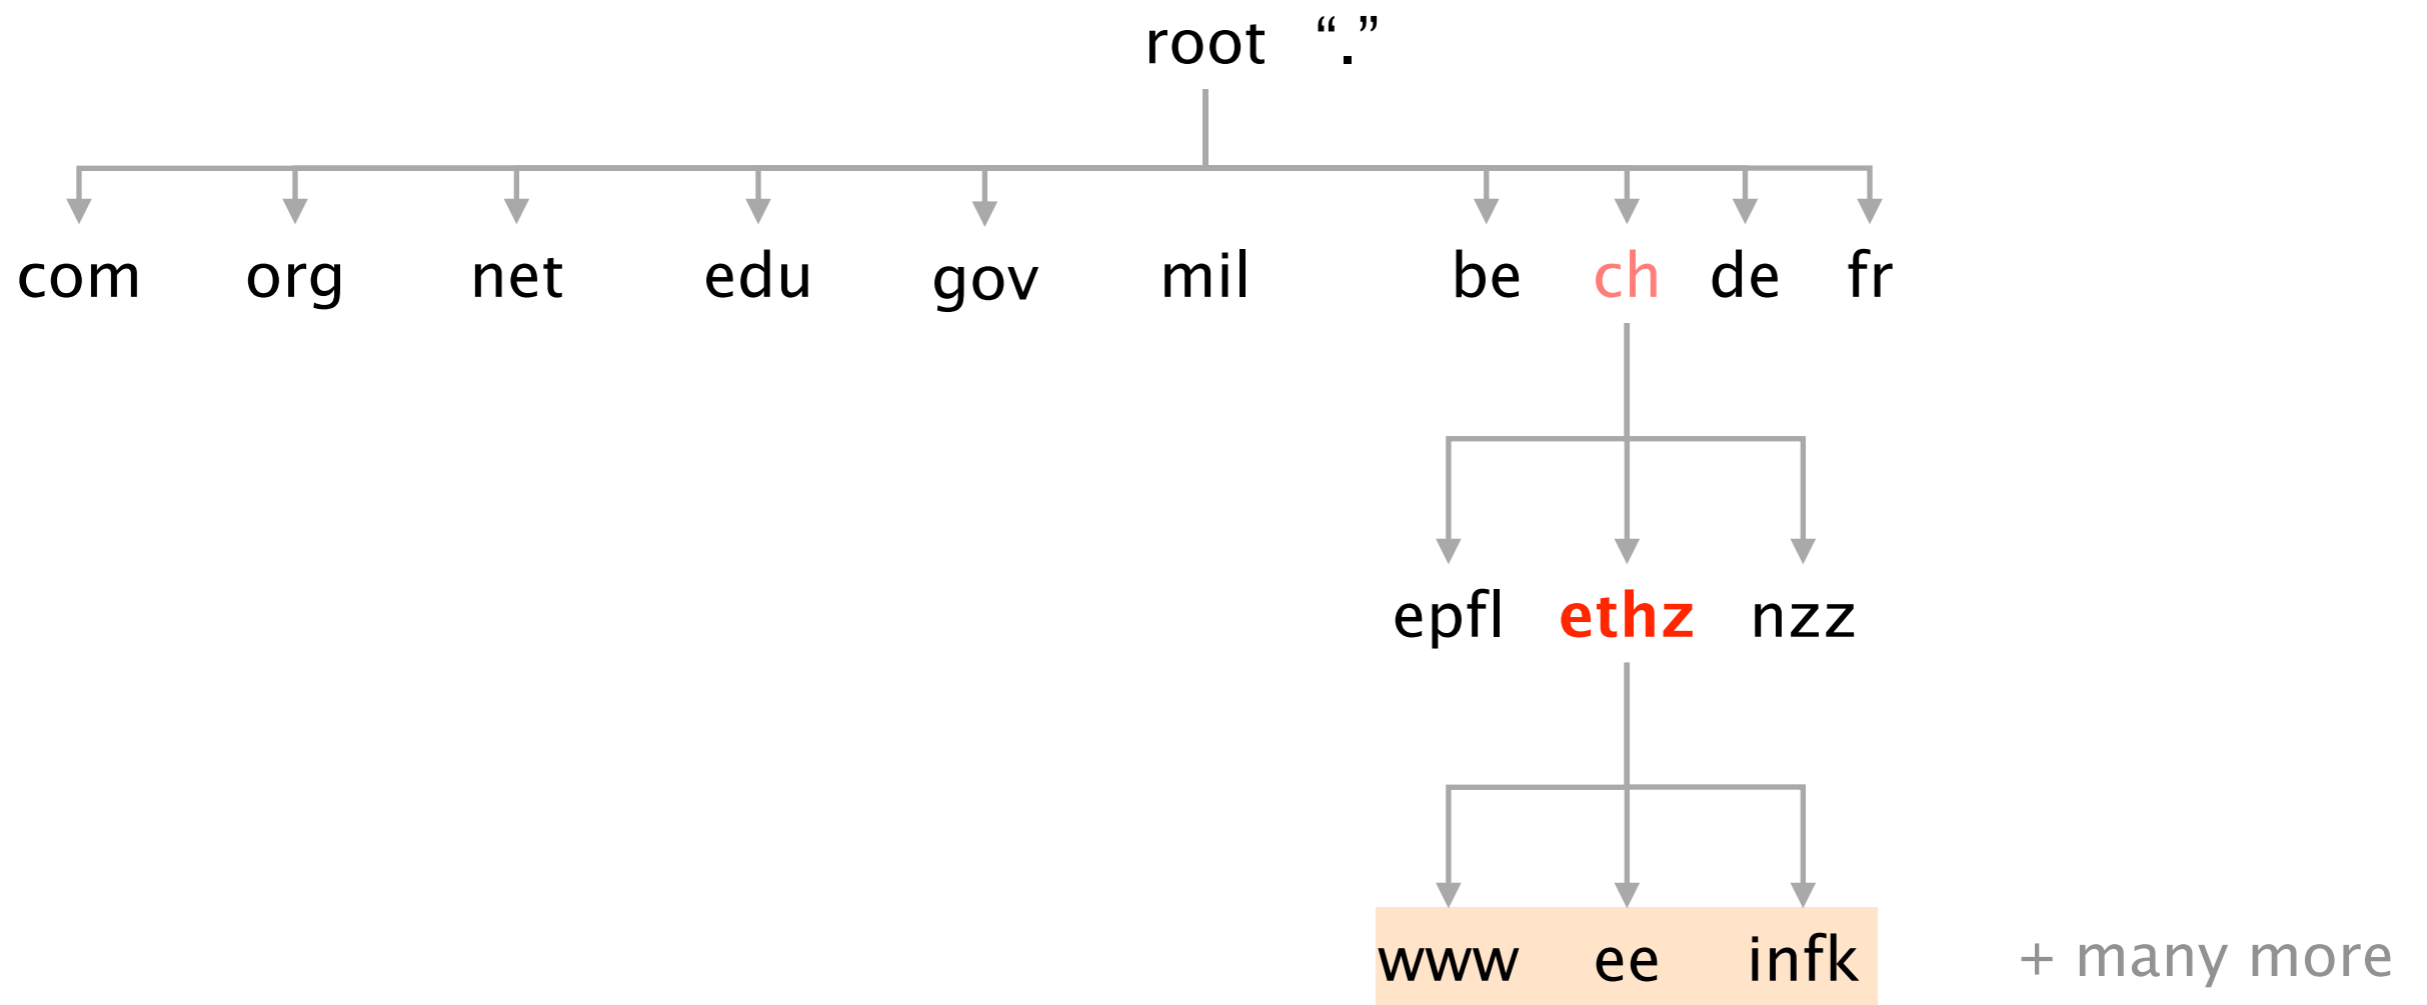 root “.”
com org net edu gov mil be ch de fr
epfl ethz nzz
www ee infk + many more